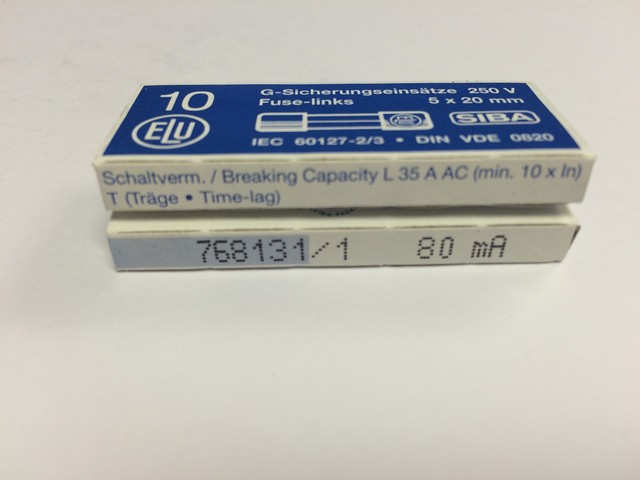 10
G-Sicherungseinsätze 250 V
Fuse-links 5 x 20 mm
ELU
SIBA
IEC 60127-2/3 • DIN VDE 0820
Schaltverm. / Breaking Capacity L 35 A AC (min. 10 x In)
T (Träge • Time-lag)
768131/1 80 mA